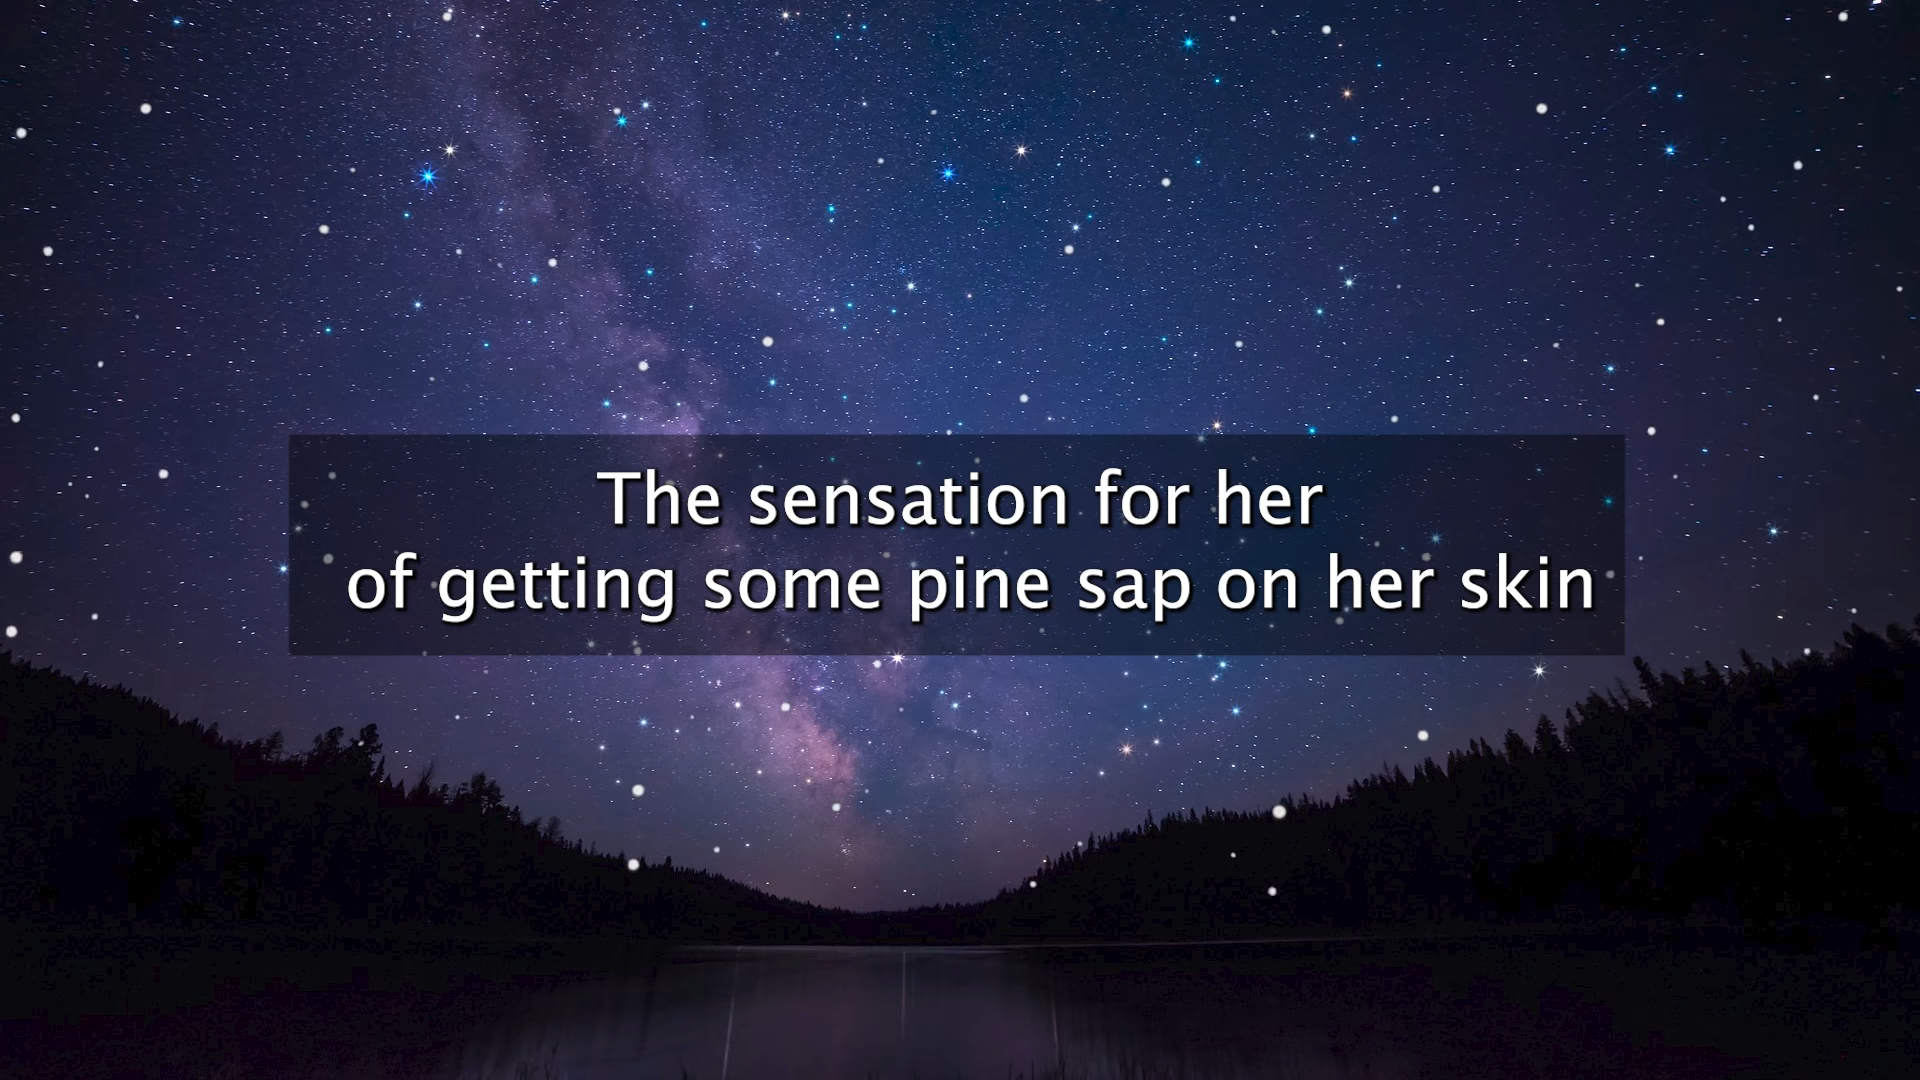 The sensation for her
of getting some pine sap on her skin